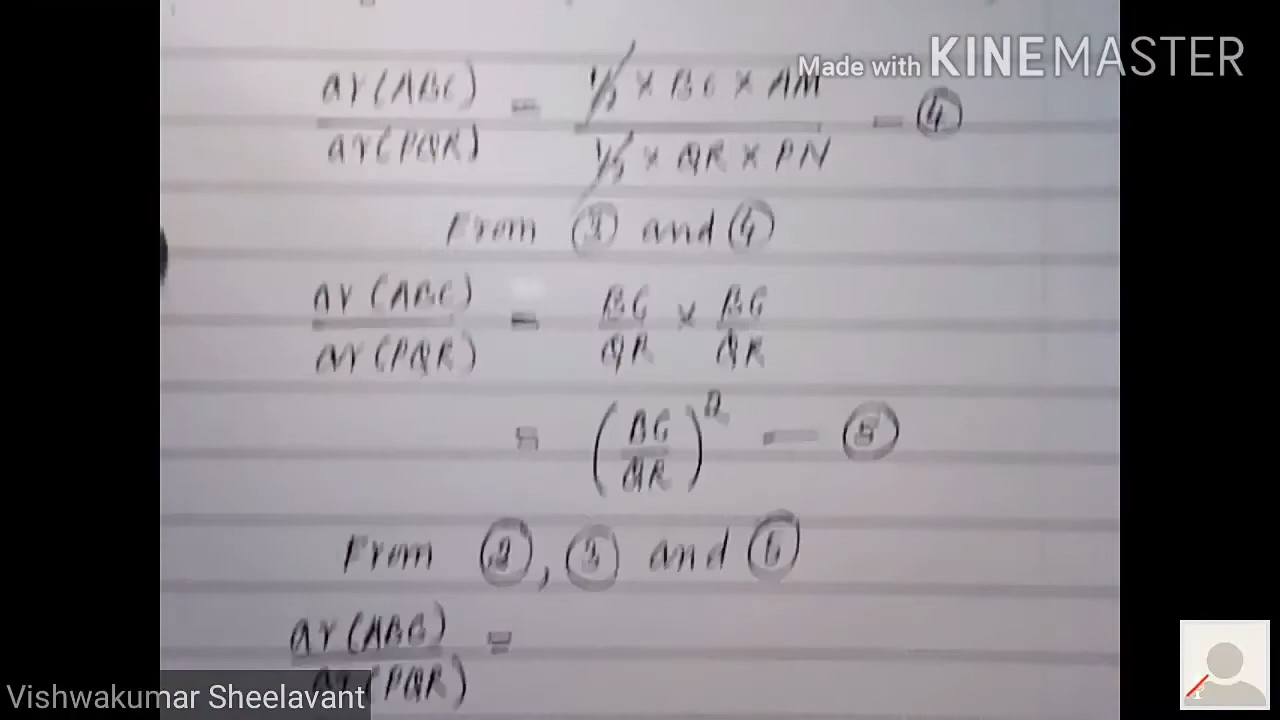 Made with KINEMASTER
ar(ABC) / ar(PQR) = 1/2 × BC × AM / 1/2 × QR × PN — ④
From ③ and ④
ar(ABC) / ar(PQR) = BC/QR × BC/QR
= (BC/QR)² — ⑤
From ②, ③ and ⑤
ar(ABC) / ar(PQR) =
Vishwakumar Sheelavant